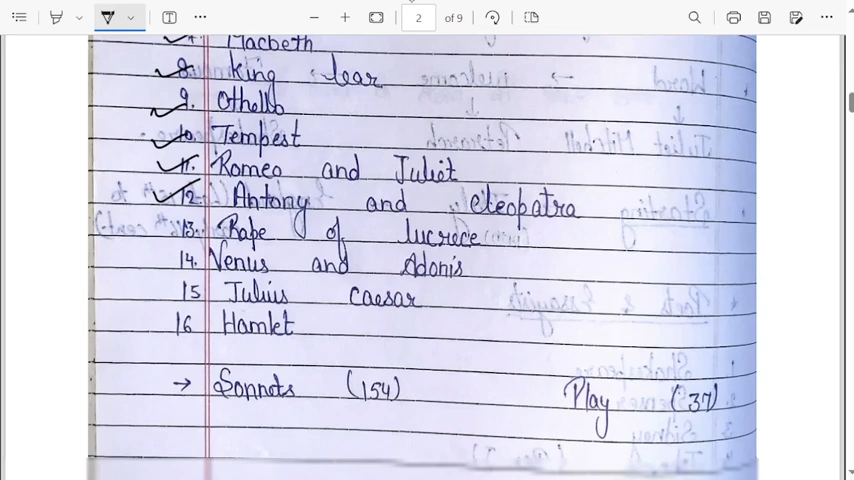 2 of 9
7. Macbeth
8. King lear
9. Othello
10. Tempest
11. Romeo and Juliet
12. Antony and Cleopatra
13. Rape of lucrece
14. Venus and Adonis
15 Julius caesar
16 Hamlet
→ Sonnets (154) Play (37)